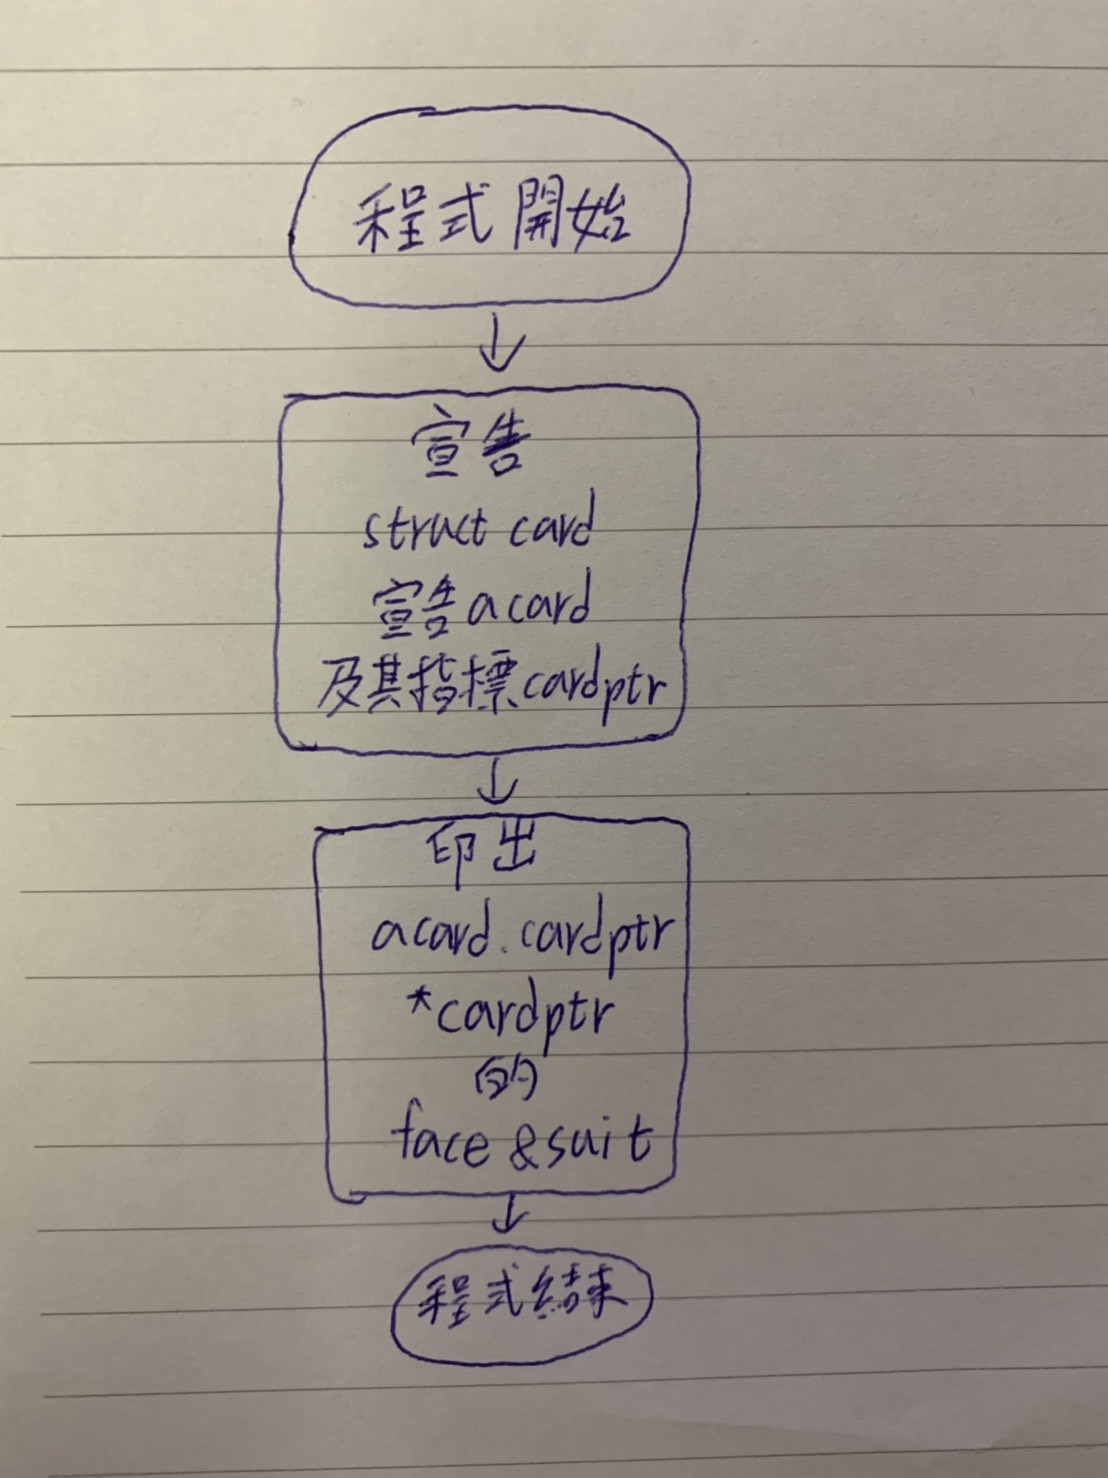 程式開始
宣告
struct card
宣告acard
及其指標cardptr
印出
acard.cardptr
*cardptr
的
face &suit
程式結束